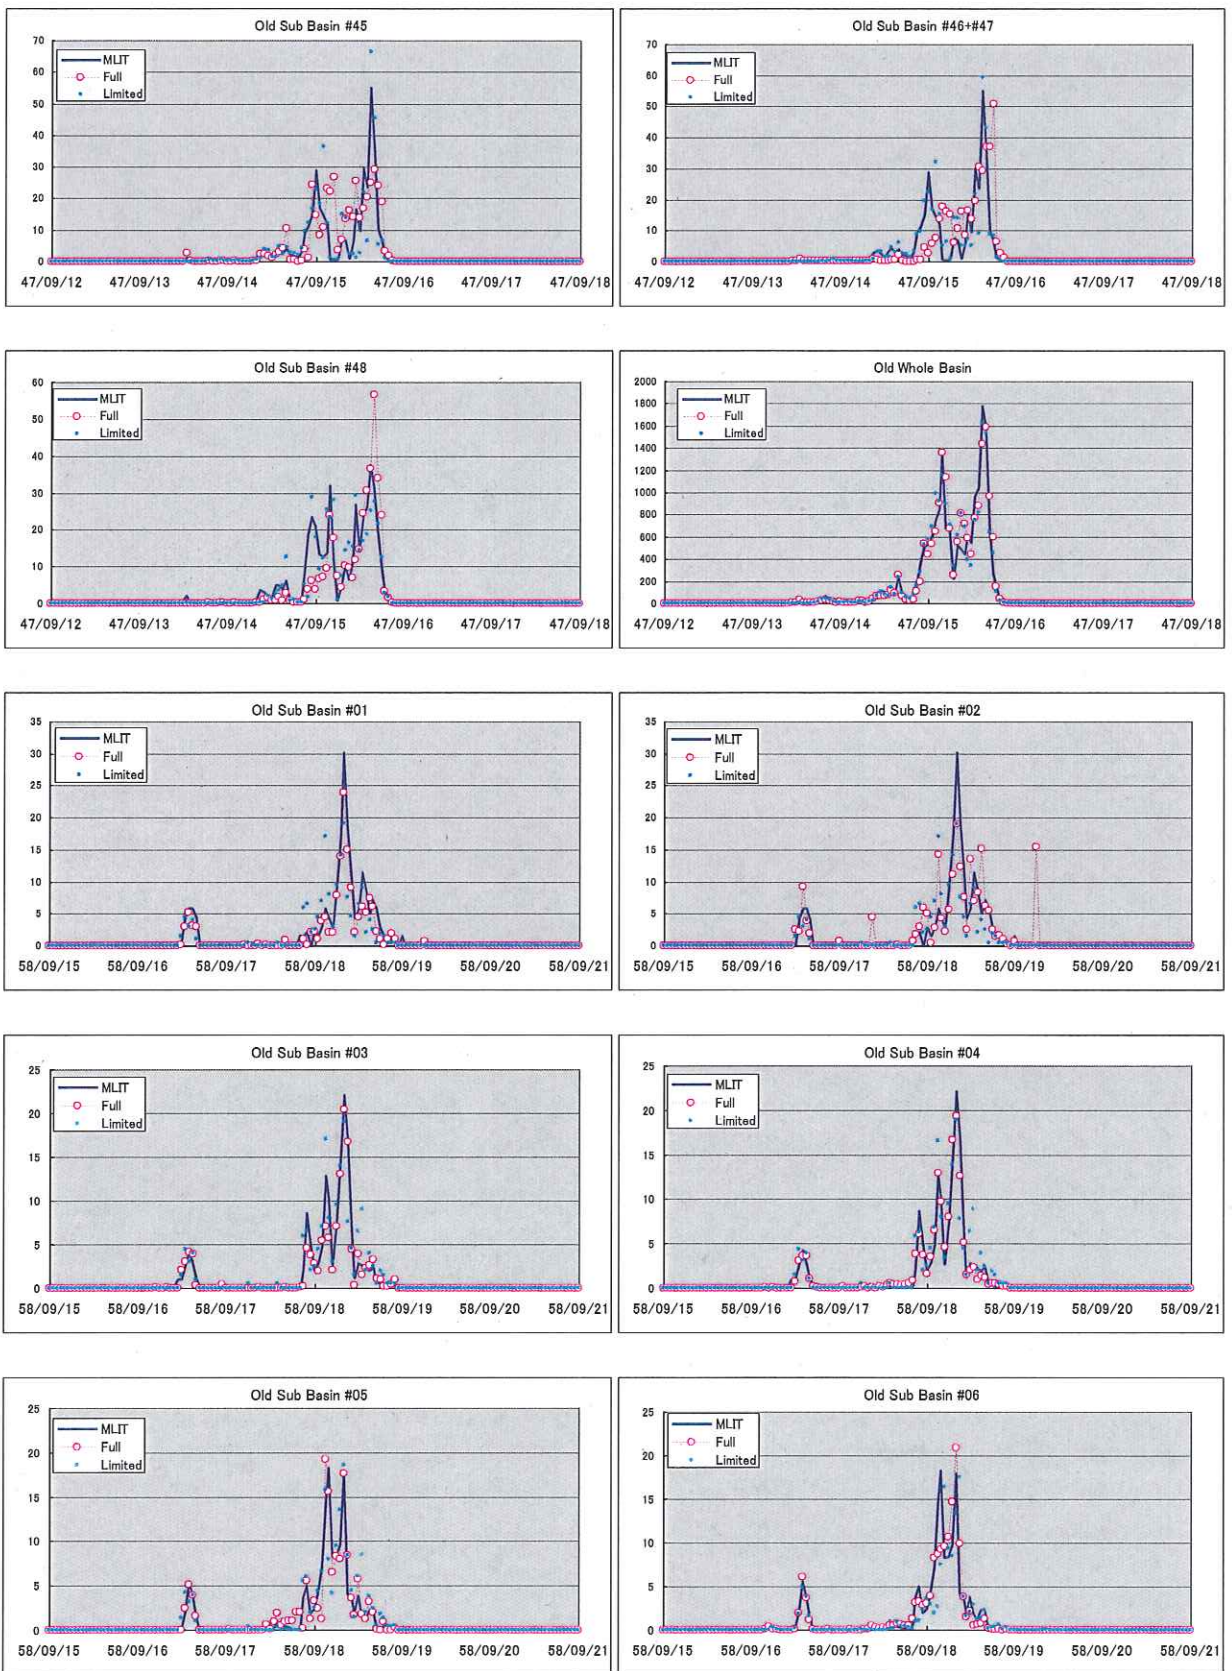 Old Sub Basin #45
70
60
50
40
30
20
10
0
MLIT
Full
Limited
47/09/12 47/09/13 47/09/14 47/09/15 47/09/16 47/09/17 47/09/18
Old Sub Basin #46+#47
70
60
50
40
30
20
10
0
MLIT
Full
Limited
47/09/12 47/09/13 47/09/14 47/09/15 47/09/16 47/09/17 47/09/18
Old Sub Basin #48
60
50
40
30
20
10
0
MLIT
Full
Limited
47/09/12 47/09/13 47/09/14 47/09/15 47/09/16 47/09/17 47/09/18
Old Whole Basin
2000
1800
1600
1400
1200
1000
800
600
400
200
0
MLIT
Full
Limited
47/09/12 47/09/13 47/09/14 47/09/15 47/09/16 47/09/17 47/09/18
Old Sub Basin #01
35
30
25
20
15
10
5
0
MLIT
Full
Limited
58/09/15 58/09/16 58/09/17 58/09/18 58/09/19 58/09/20 58/09/21
Old Sub Basin #02
35
30
25
20
15
10
5
0
MLIT
Full
Limited
58/09/15 58/09/16 58/09/17 58/09/18 58/09/19 58/09/20 58/09/21
Old Sub Basin #03
25
20
15
10
5
0
MLIT
Full
Limited
58/09/15 58/09/16 58/09/17 58/09/18 58/09/19 58/09/20 58/09/21
Old Sub Basin #04
25
20
15
10
5
0
MLIT
Full
Limited
58/09/15 58/09/16 58/09/17 58/09/18 58/09/19 58/09/20 58/09/21
Old Sub Basin #05
25
20
15
10
5
0
MLIT
Full
Limited
58/09/15 58/09/16 58/09/17 58/09/18 58/09/19 58/09/20 58/09/21
Old Sub Basin #06
25
20
15
10
5
0
MLIT
Full
Limited
58/09/15 58/09/16 58/09/17 58/09/18 58/09/19 58/09/20 58/09/21